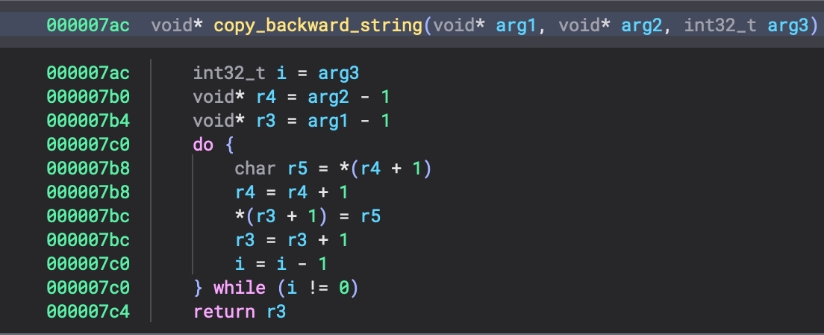 000007ac void* copy_backward_string(void* arg1, void* arg2, int32_t arg3)
000007ac int32_t i = arg3
000007b0 void* r4 = arg2 - 1
000007b4 void* r3 = arg1 - 1
000007c0 do {
000007b8 char r5 = *(r4 + 1)
000007b8 r4 = r4 + 1
000007bc *(r3 + 1) = r5
000007bc r3 = r3 + 1
000007c0 i = i - 1
000007c0 } while (i != 0)
000007c4 return r3